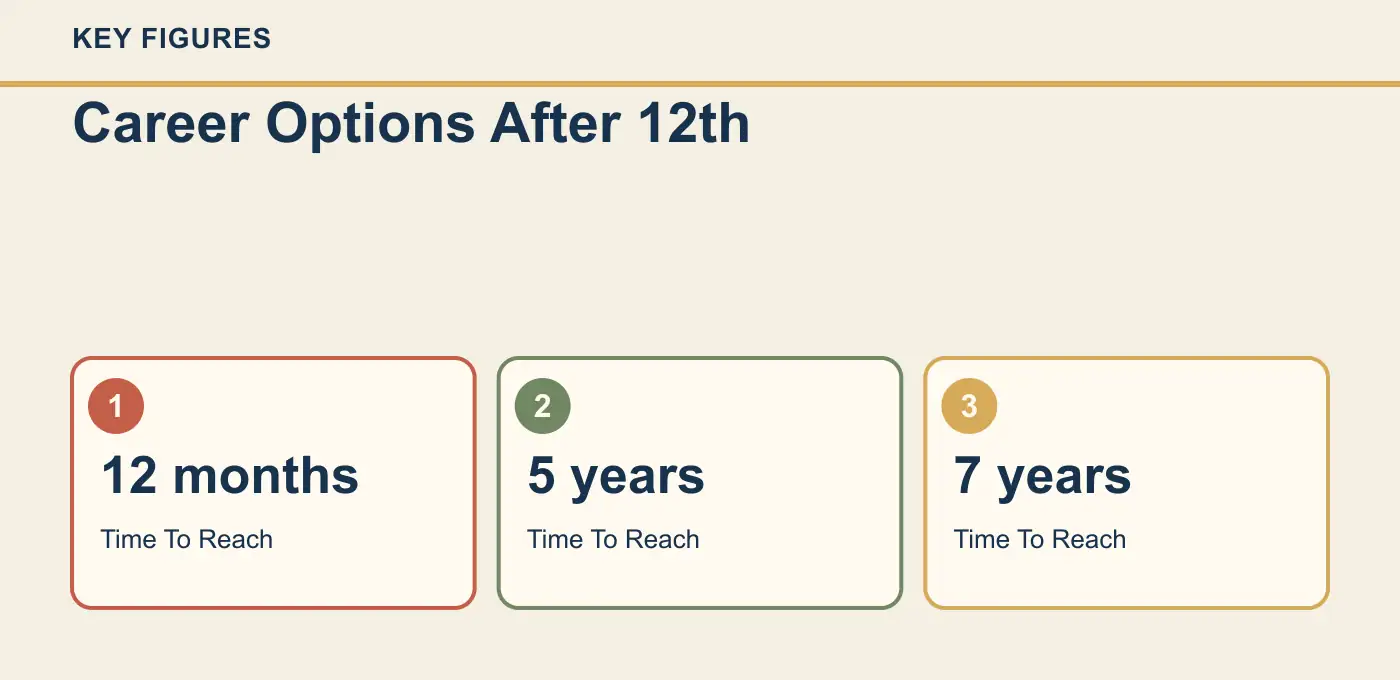 KEY FIGURES
Career Options After 12th
1
12 months
Time To Reach
2
5 years
Time To Reach
3
7 years
Time To Reach